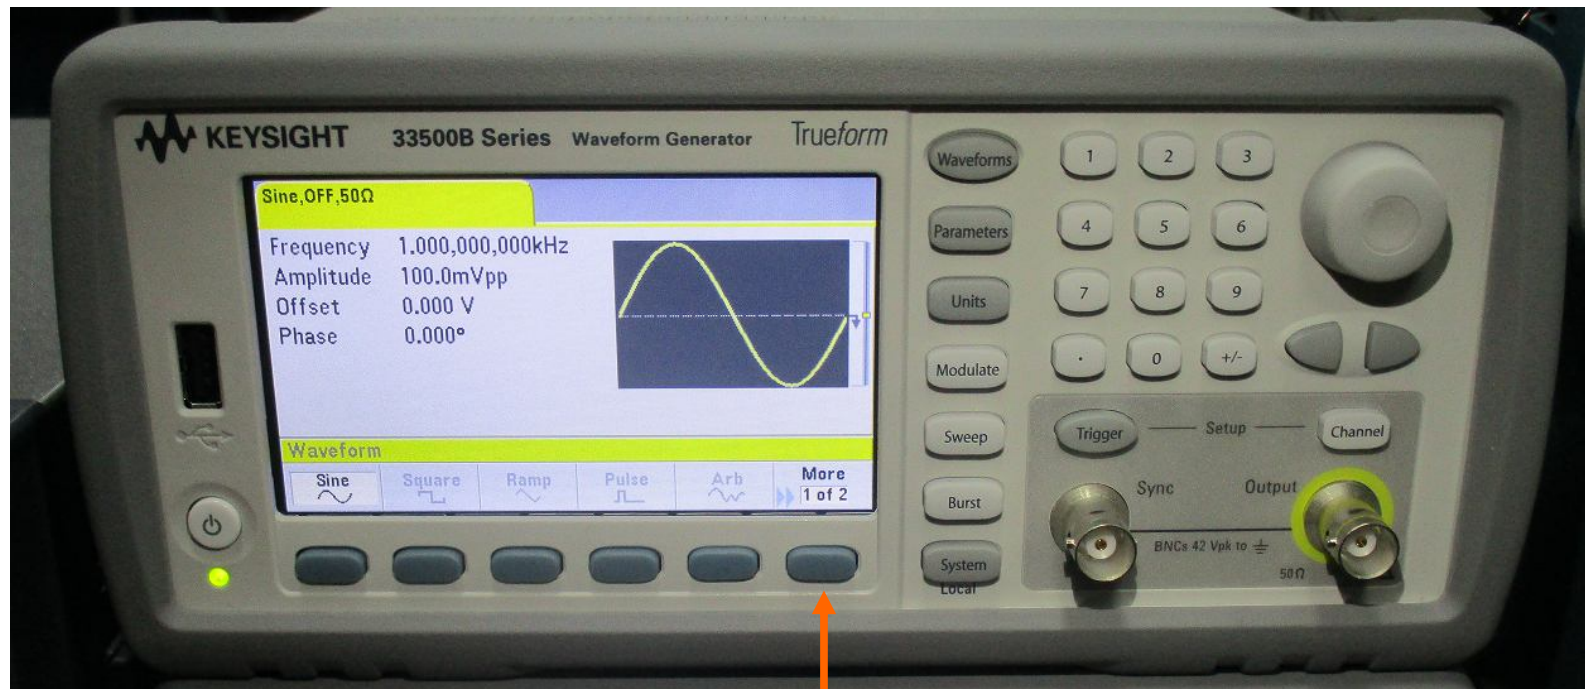 KEYSIGHT 33500B Series Waveform Generator Trueform
Sine,OFF,50Ω
Frequency 1.000,000,000kHz
Amplitude 100.0mVpp
Offset 0.000 V
Phase 0.000°
Waveform
Sine Square Ramp Pulse Arb More
1 of 2
Waveforms
Parameters
Units
Modulate
Sweep
Burst
System
Local
1 2 3
4 5 6
7 8 9
. 0 +/-
Trigger Setup Channel
Sync Output
BNCs 42 Vpk to
50Ω